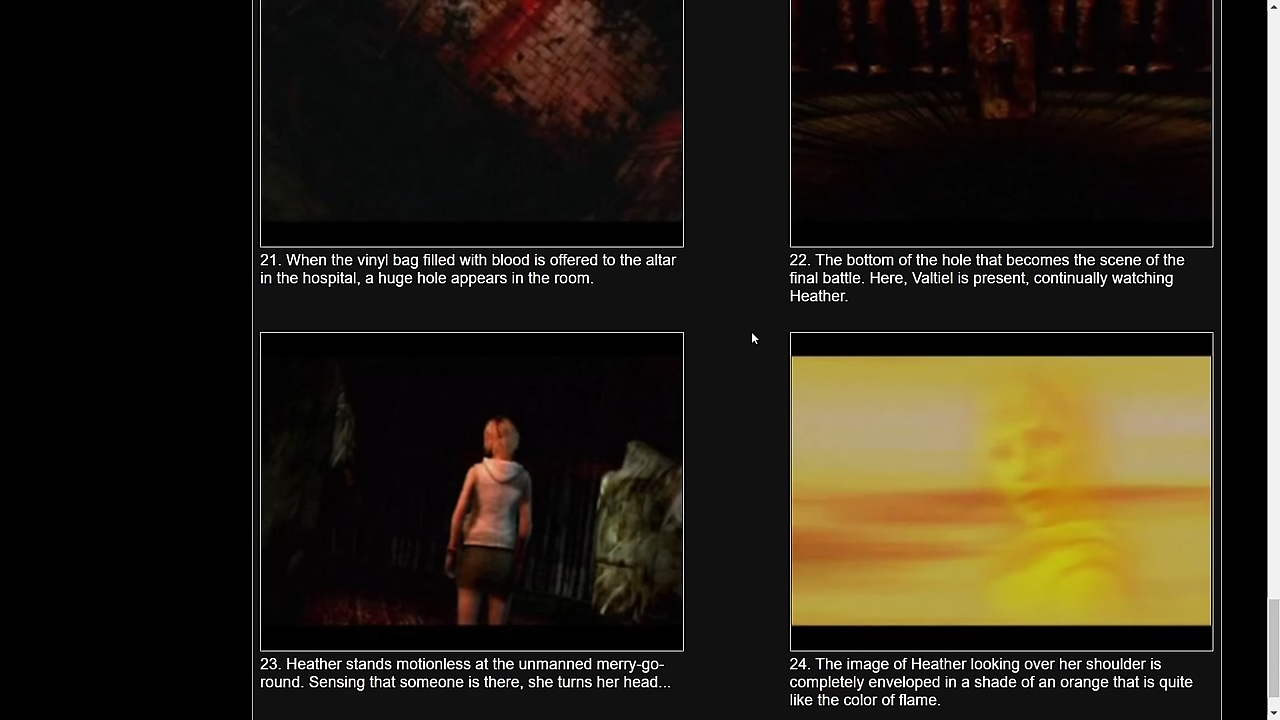 21. When the vinyl bag filled with blood is offered to the altar
in the hospital, a huge hole appears in the room.
22. The bottom of the hole that becomes the scene of the
final battle. Here, Valtiel is present, continually watching
Heather.
23. Heather stands motionless at the unmanned merry-go-
round. Sensing that someone is there, she turns her head...
24. The image of Heather looking over her shoulder is
completely enveloped in a shade of an orange that is quite
like the color of flame.